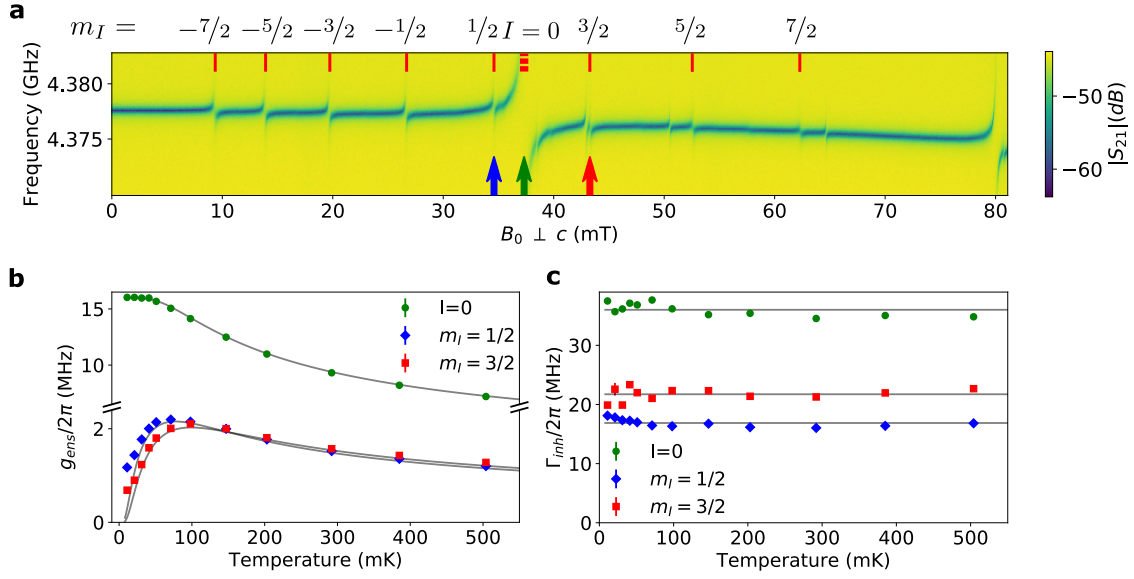 a
m_I = −7/2 −5/2 −3/2 −1/2 1/2 I = 0 3/2 5/2 7/2
Frequency (GHz)
4.380
4.375
0 10 20 30 40 50 60 70 80
B_0 ⊥ c (mT)
−50
−60
|S_21|(dB)
b
g_ens/2π (MHz)
15
10
2
0
I=0
m_I = 1/2
m_I = 3/2
0 100 200 300 400 500
Temperature (mK)
c
Γ_inh/2π (MHz)
30
20
10
0
I=0
m_I = 1/2
m_I = 3/2
0 100 200 300 400 500
Temperature (mK)